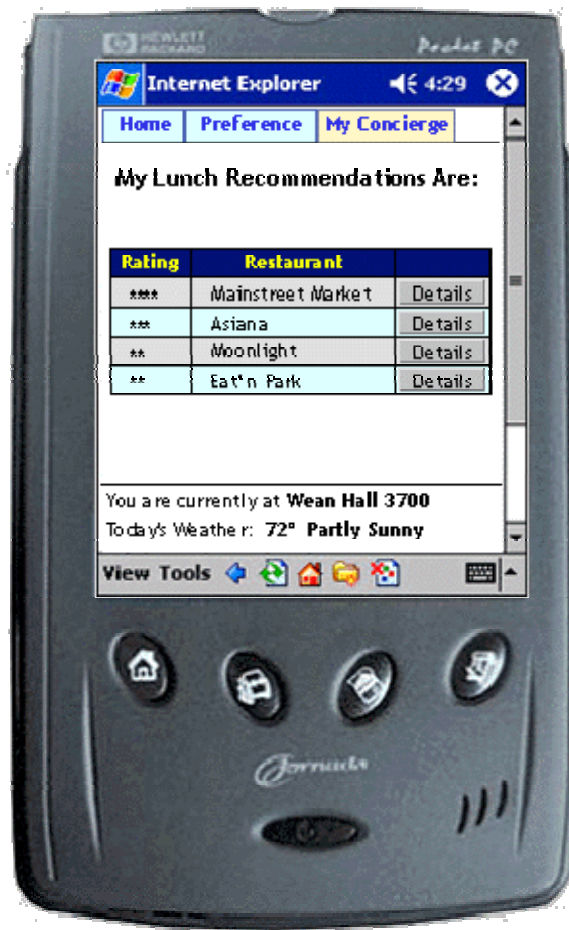 HEWLETT
PACKARD
Pocket PC
Internet Explorer 4:29
Home Preference My Concierge
My Lunch Recommendations Are:
Rating Restaurant
**** Mainstreet Market Details
*** Asiana Details
** Moonlight Details
** Eat'n Park Details
You are currently at Wean Hall 3700
Today's Weather: 72° Partly Sunny
View Tools
Jornada